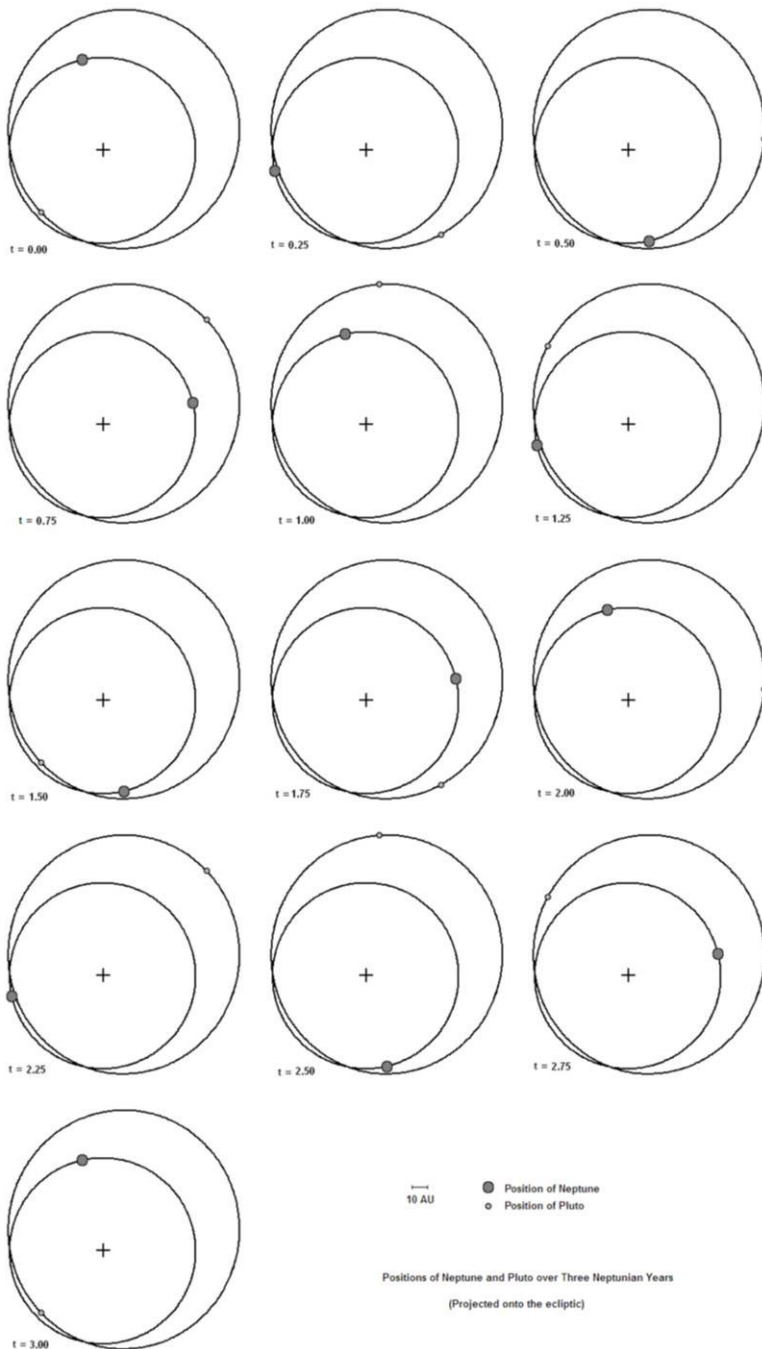 t = 0.00
t = 0.25
t = 0.50
t = 0.75
t = 1.00
t = 1.25
t = 1.50
t = 1.75
t = 2.00
t = 2.25
t = 2.50
t = 2.75
t = 3.00
10 AU
Position of Neptune
Position of Pluto
Positions of Neptune and Pluto over Three Neptunian Years
(Projected onto the ecliptic)